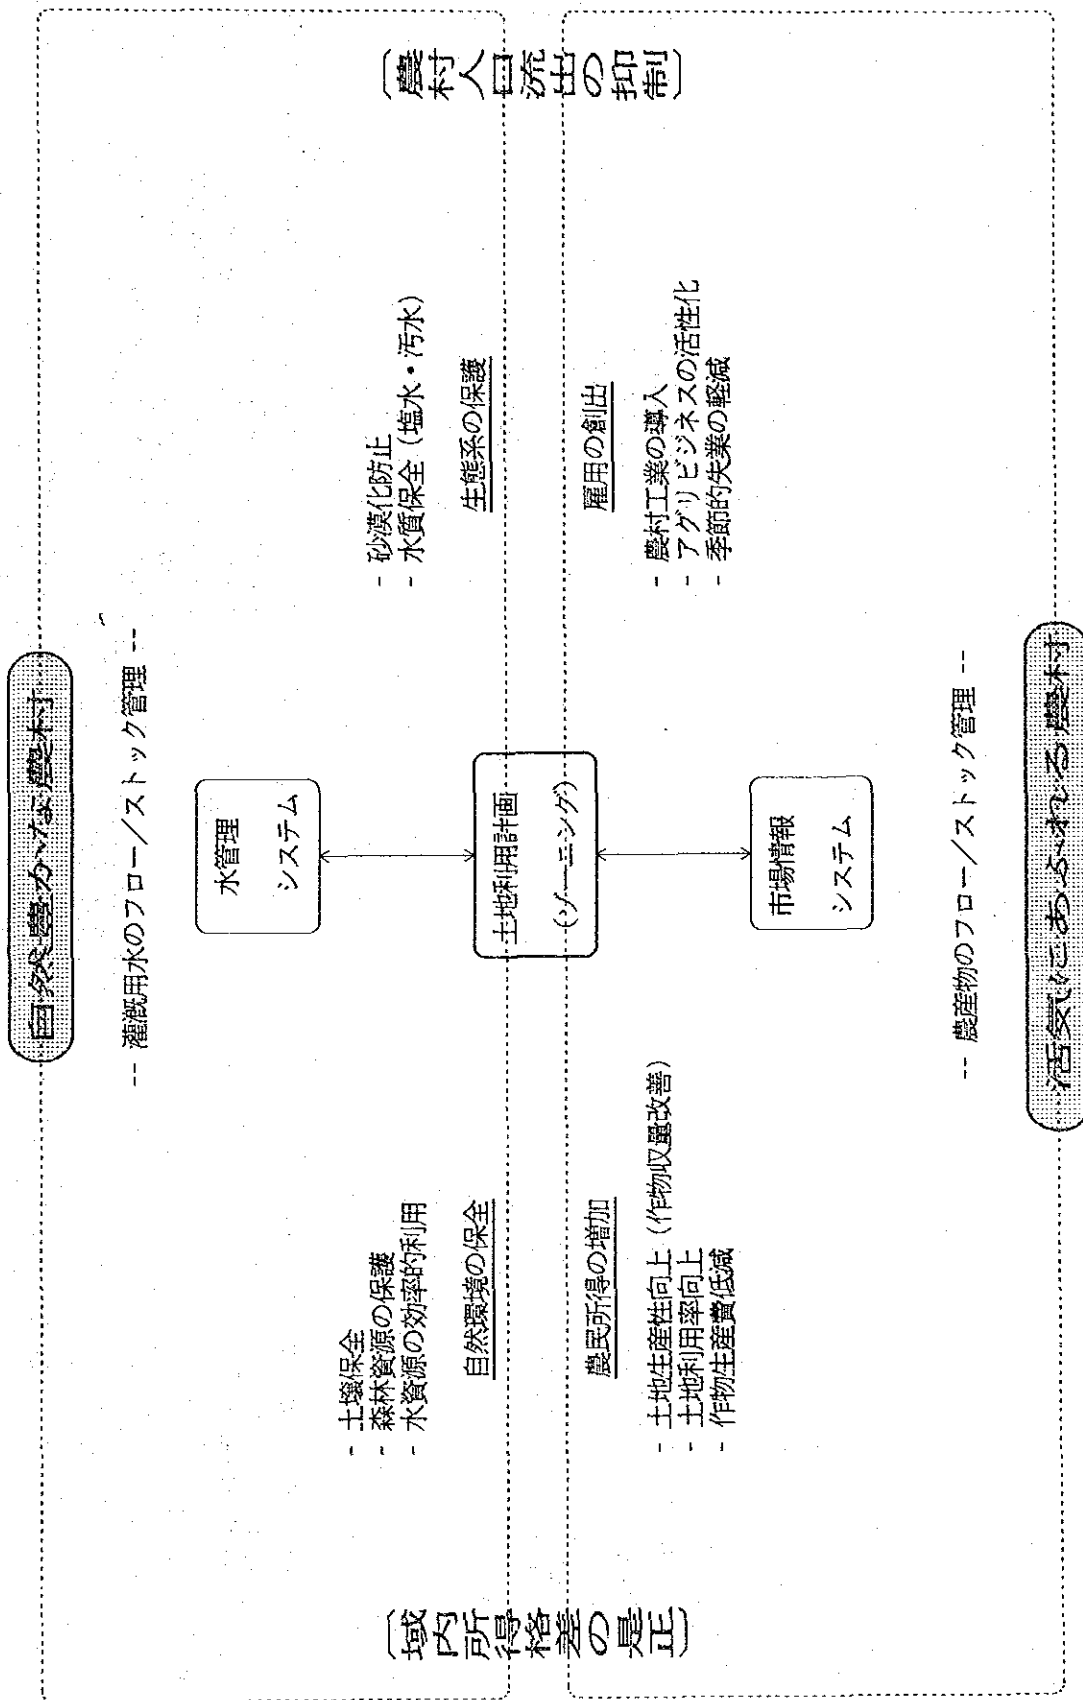 自然豊かな農村
-- 灌漑用水のフロー/ストック管理 --
水管理
システム
- 土壌保全
- 森林資源の保護
- 水資源の効率的利用
自然環境の保全
- 砂漠化防止
- 水質保全 (塩水・汚水)
生態系の保護
〔域内所得格差の是正〕
土地利用計画
(ゾーニング)
〔農村人口流出の抑制〕
農民所得の増加
- 土地生産性向上 (作物収量改善)
- 土地利用率向上
- 作物生産費低減
雇用の創出
- 農村工業の導入
- アグリビジネスの活性化
- 季節的失業の軽減
市場情報
システム
-- 農産物のフロー/ストック管理 --
活気にあふれる農村